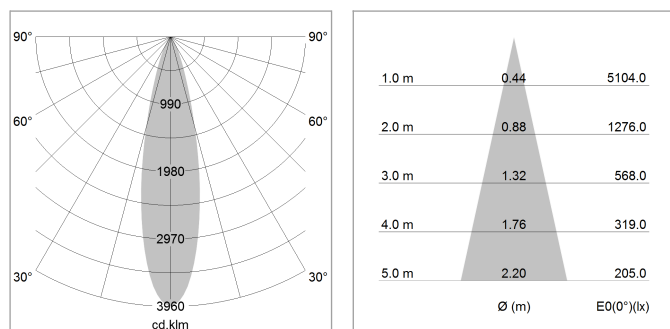 90° 90°
990
60° 60°
1980
2970
30° 30°
3960
cd.klm
1.0 m 0.44 5104.0
2.0 m 0.88 1276.0
3.0 m 1.32 568.0
4.0 m 1.76 319.0
5.0 m 2.20 205.0
Ø (m) E0(0°)(lx)